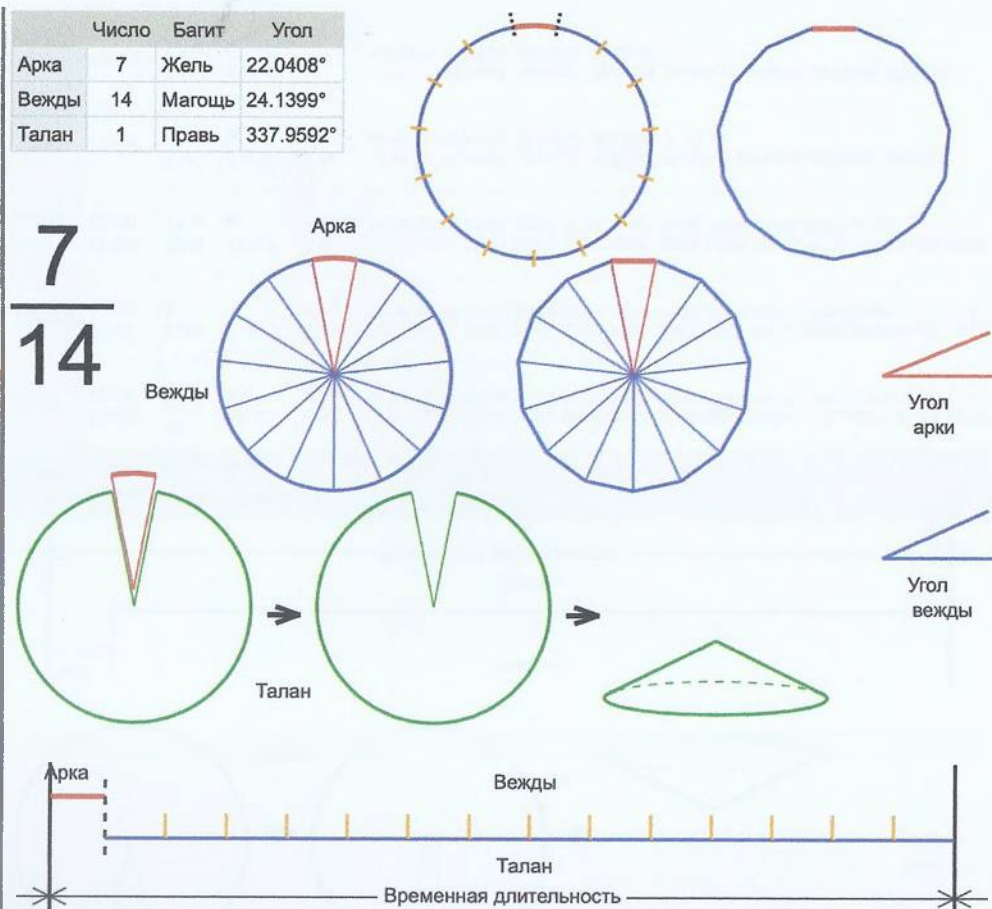 Число Багит Угол
Арка 7 Жель 22.0408°
Вежды 14 Магощь 24.1399°
Талан 1 Правь 337.9592°
7
14
Арка
Вежды
Угол
арки
Угол
вежды
Талан
Арка
Вежды
Талан
Временная длительность